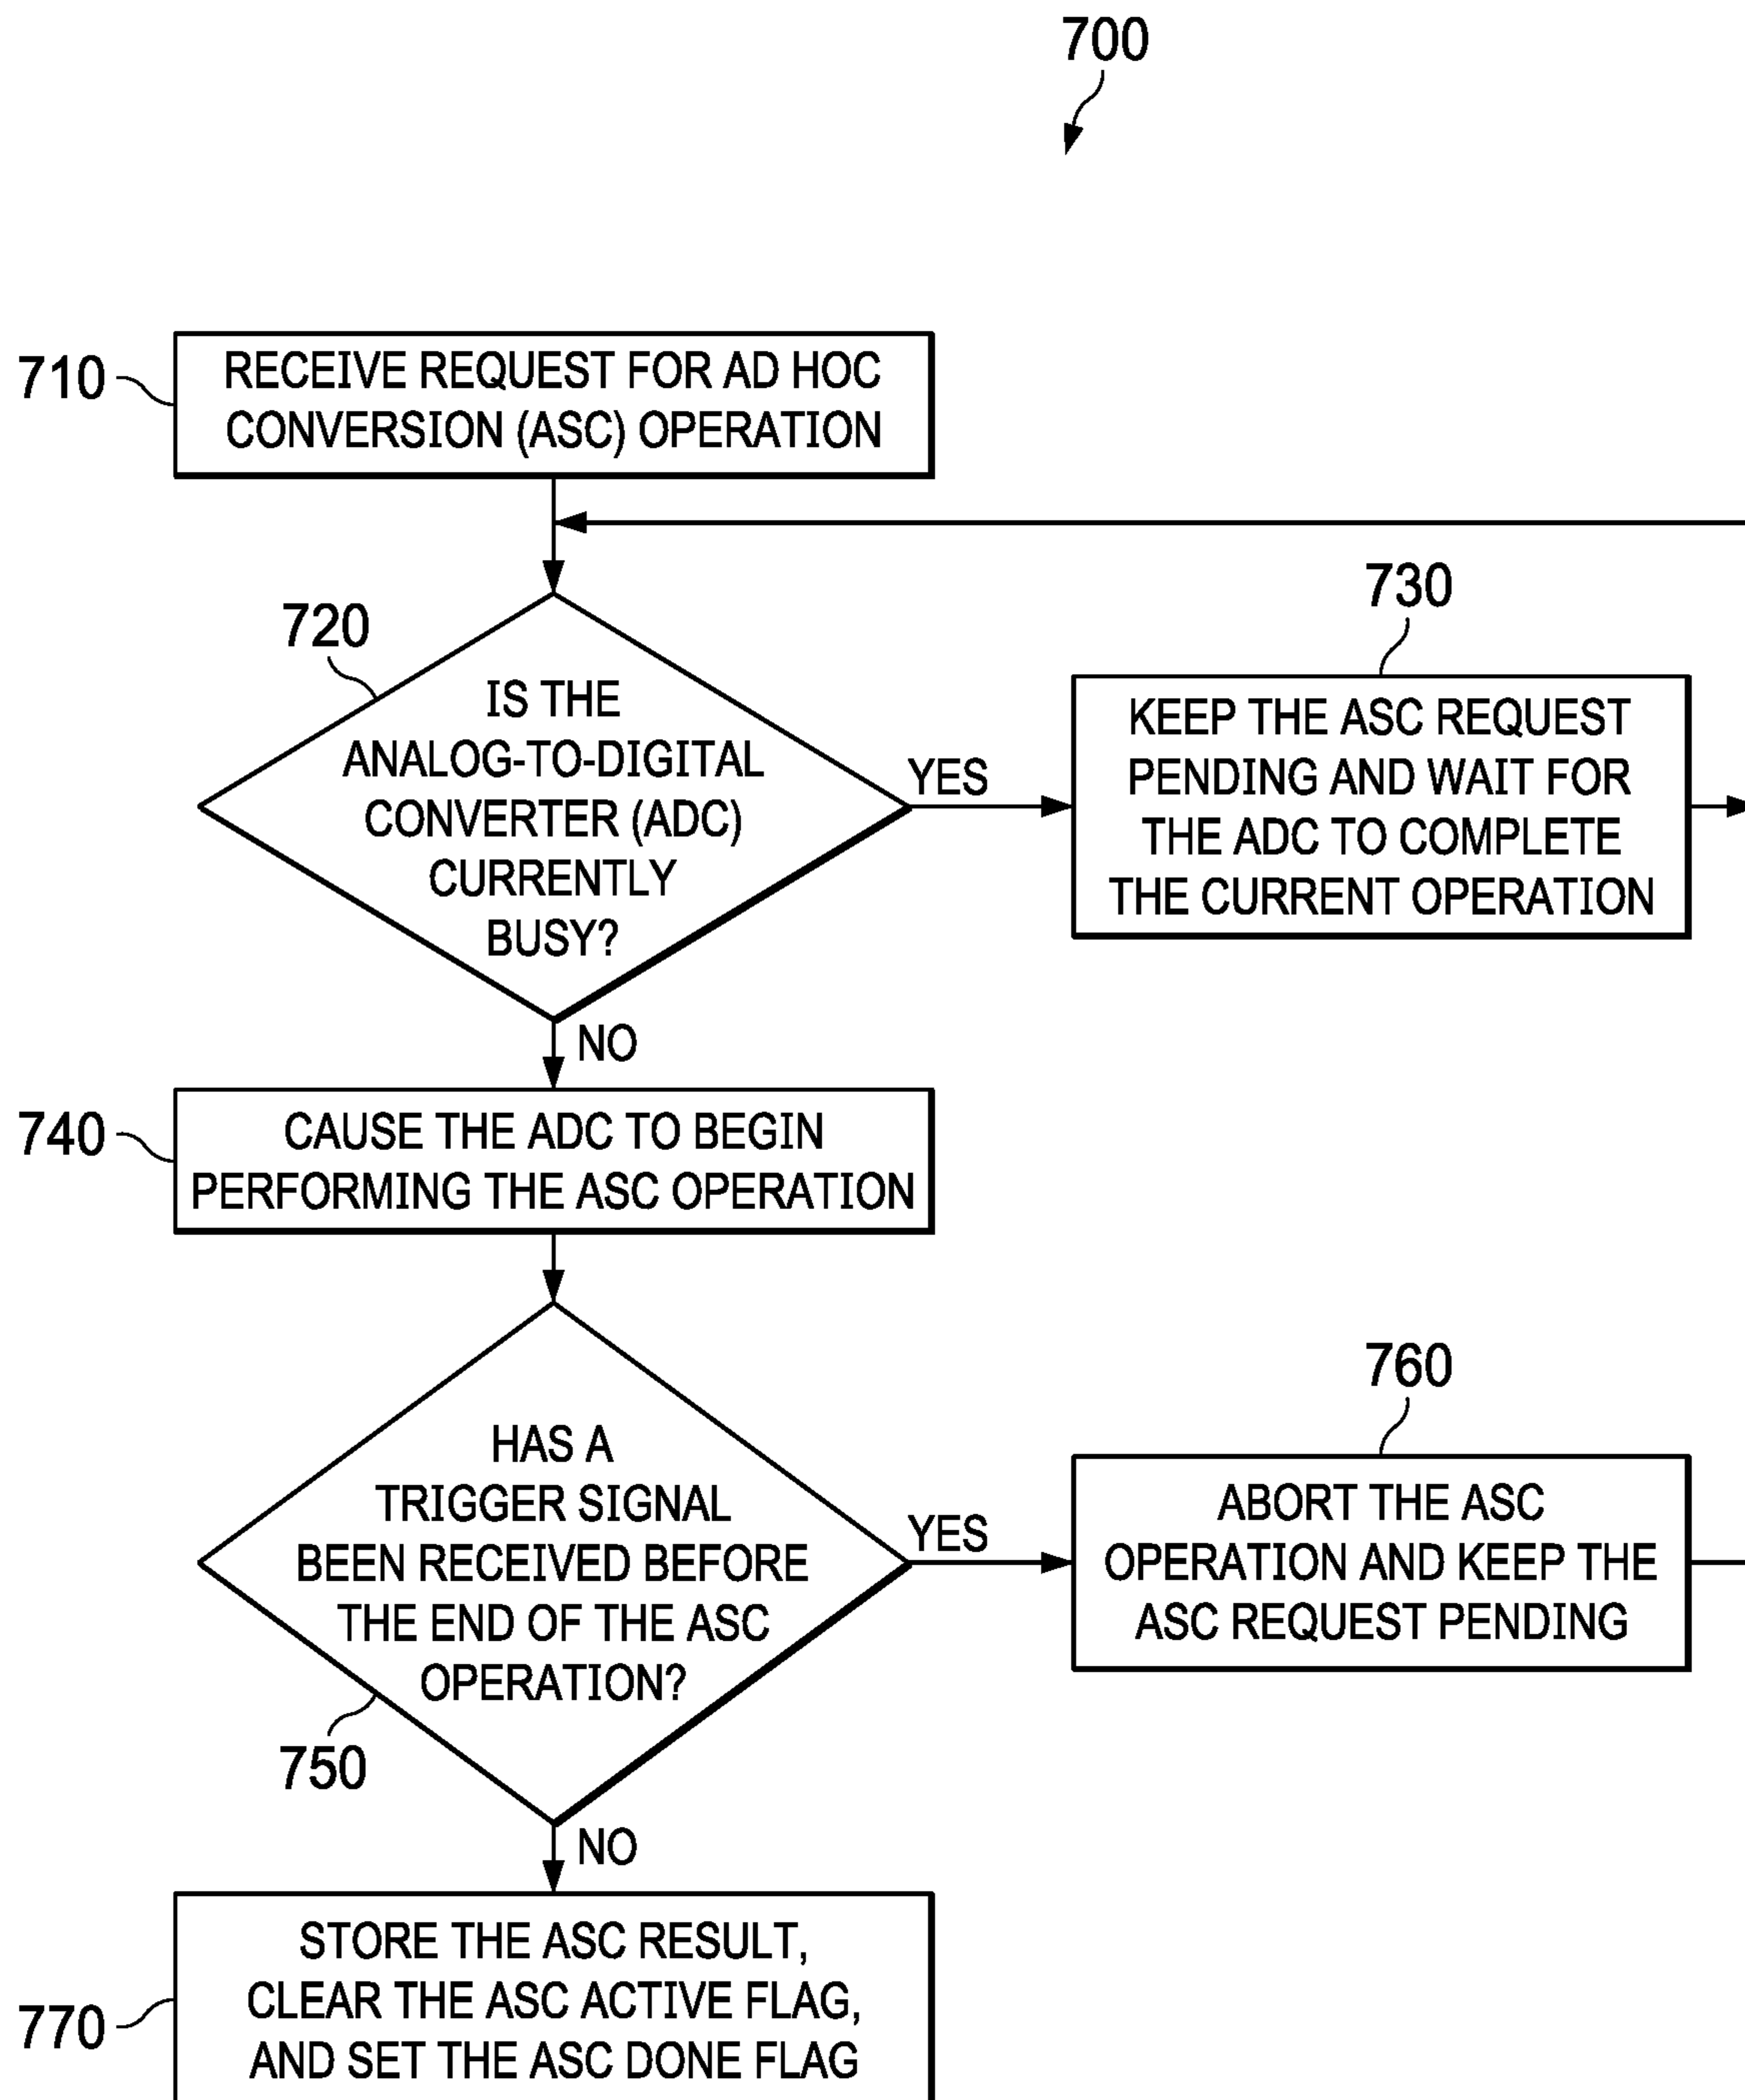 700
710
RECEIVE REQUEST FOR AD HOC
CONVERSION (ASC) OPERATION
720
IS THE
ANALOG-TO-DIGITAL
CONVERTER (ADC)
CURRENTLY
BUSY?
YES
730
KEEP THE ASC REQUEST
PENDING AND WAIT FOR
THE ADC TO COMPLETE
THE CURRENT OPERATION
NO
740
CAUSE THE ADC TO BEGIN
PERFORMING THE ASC OPERATION
HAS A
TRIGGER SIGNAL
BEEN RECEIVED BEFORE
THE END OF THE ASC
OPERATION?
750
YES
760
ABORT THE ASC
OPERATION AND KEEP THE
ASC REQUEST PENDING
NO
770
STORE THE ASC RESULT,
CLEAR THE ASC ACTIVE FLAG,
AND SET THE ASC DONE FLAG